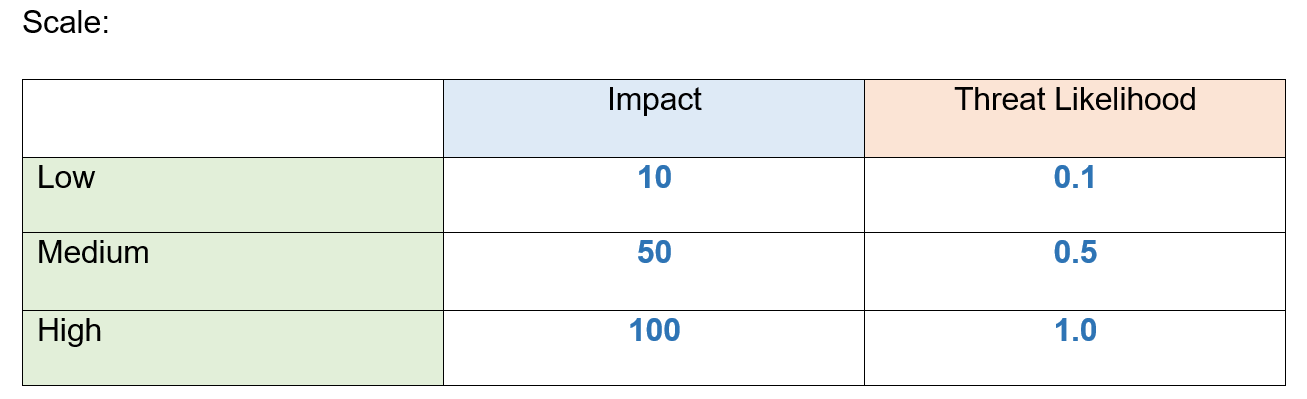 Scale:
Impact Threat Likelihood
Low 10 0.1
Medium 50 0.5
High 100 1.0